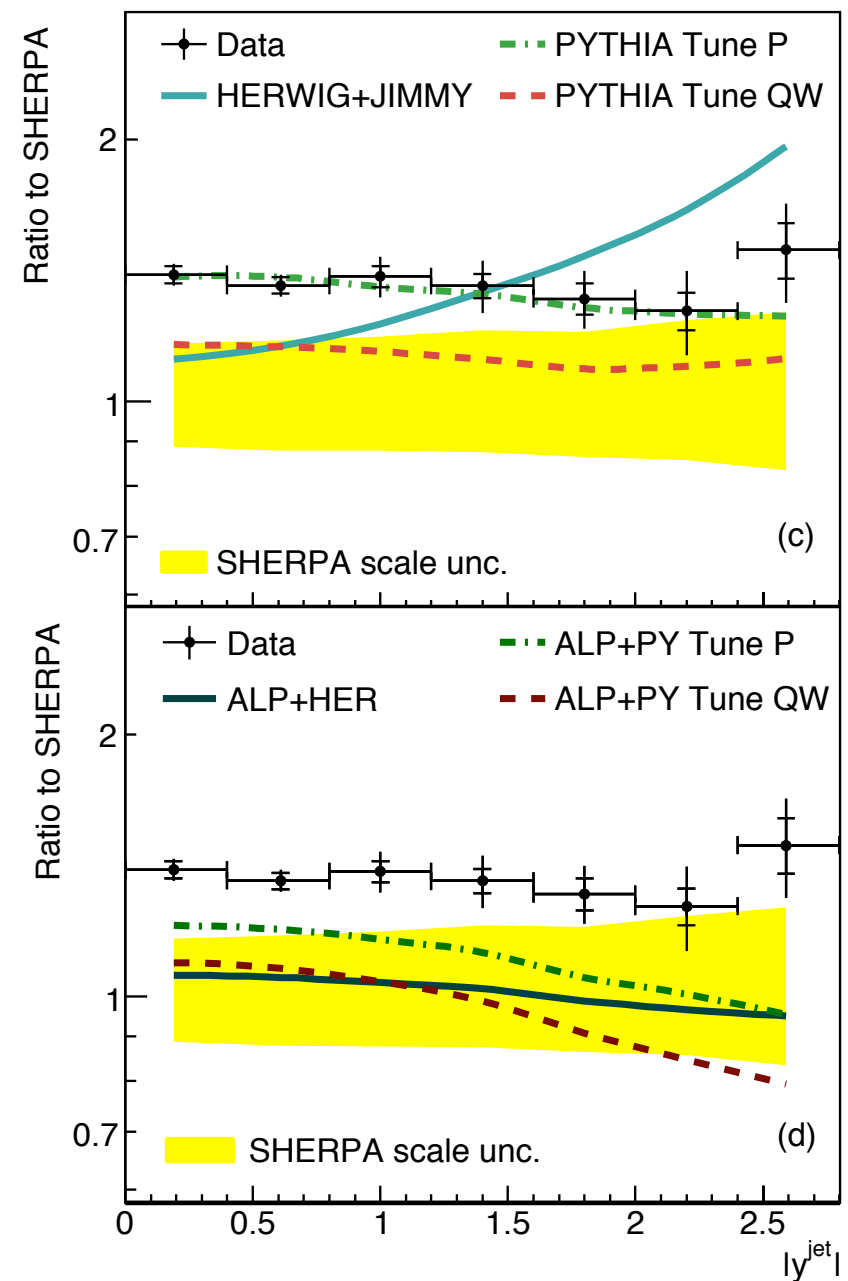 Ratio to SHERPA
Data
PYTHIA Tune P
HERWIG+JIMMY
PYTHIA Tune QW
2
1
0.7
(c)
SHERPA scale unc.
Ratio to SHERPA
Data
ALP+PY Tune P
ALP+HER
ALP+PY Tune QW
2
1
0.7
(d)
SHERPA scale unc.
0 0.5 1 1.5 2 2.5
|y^jet|